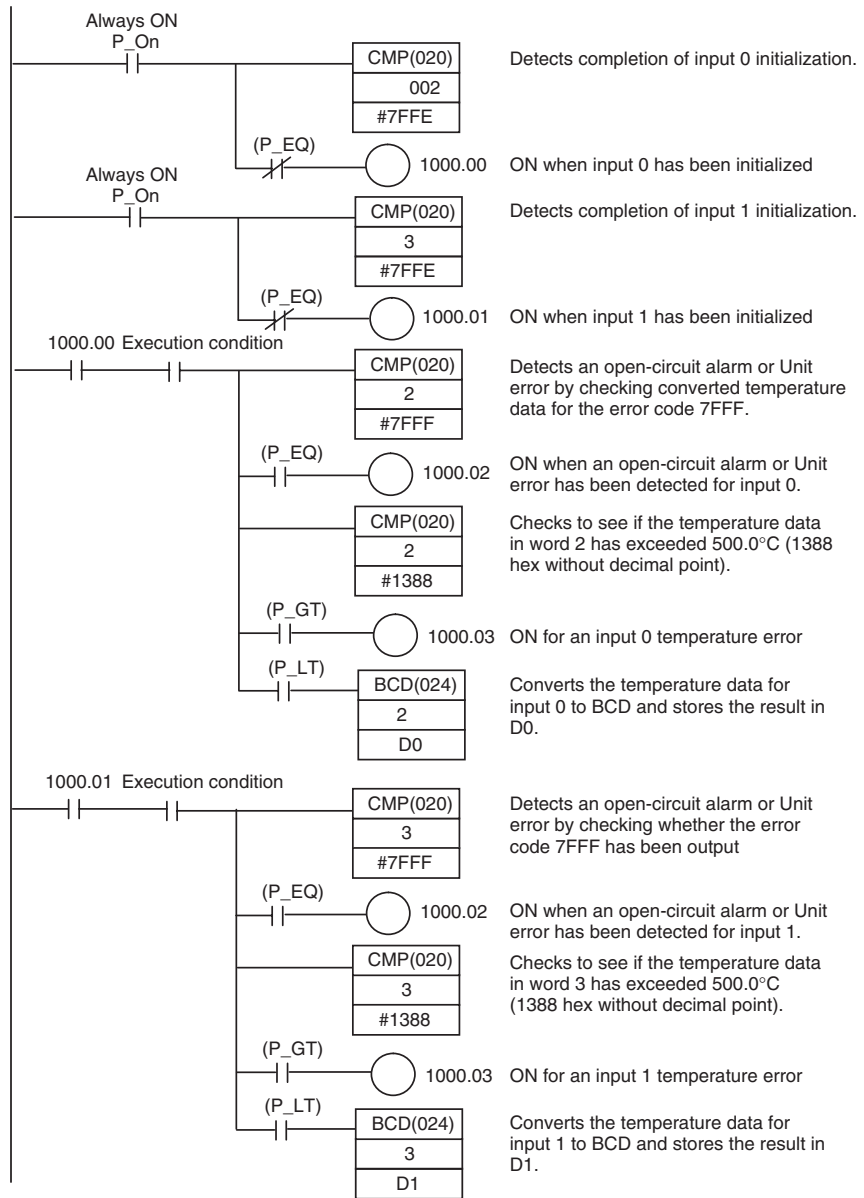 Always ON
P_On
CMP(020)
002
#7FFE
Detects completion of input 0 initialization.
(P_EQ)
1000.00
ON when input 0 has been initialized
Always ON
P_On
CMP(020)
3
#7FFE
Detects completion of input 1 initialization.
(P_EQ)
1000.01
ON when input 1 has been initialized
1000.00 Execution condition
CMP(020)
2
#7FFF
Detects an open-circuit alarm or Unit
error by checking converted temperature
data for the error code 7FFF.
(P_EQ)
1000.02
ON when an open-circuit alarm or Unit
error has been detected for input 0.
CMP(020)
2
#1388
Checks to see if the temperature data
in word 2 has exceeded 500.0°C (1388
hex without decimal point).
(P_GT)
1000.03
ON for an input 0 temperature error
(P_LT)
BCD(024)
2
D0
Converts the temperature data for
input 0 to BCD and stores the result in
D0.
1000.01 Execution condition
CMP(020)
3
#7FFF
Detects an open-circuit alarm or Unit
error by checking whether the error
code 7FFF has been output
(P_EQ)
1000.02
ON when an open-circuit alarm or Unit
error has been detected for input 1.
CMP(020)
3
#1388
Checks to see if the temperature data
in word 3 has exceeded 500.0°C
(1388 hex without decimal point).
(P_GT)
1000.03
ON for an input 1 temperature error
(P_LT)
BCD(024)
3
D1
Converts the temperature data for
input 1 to BCD and stores the result in
D1.